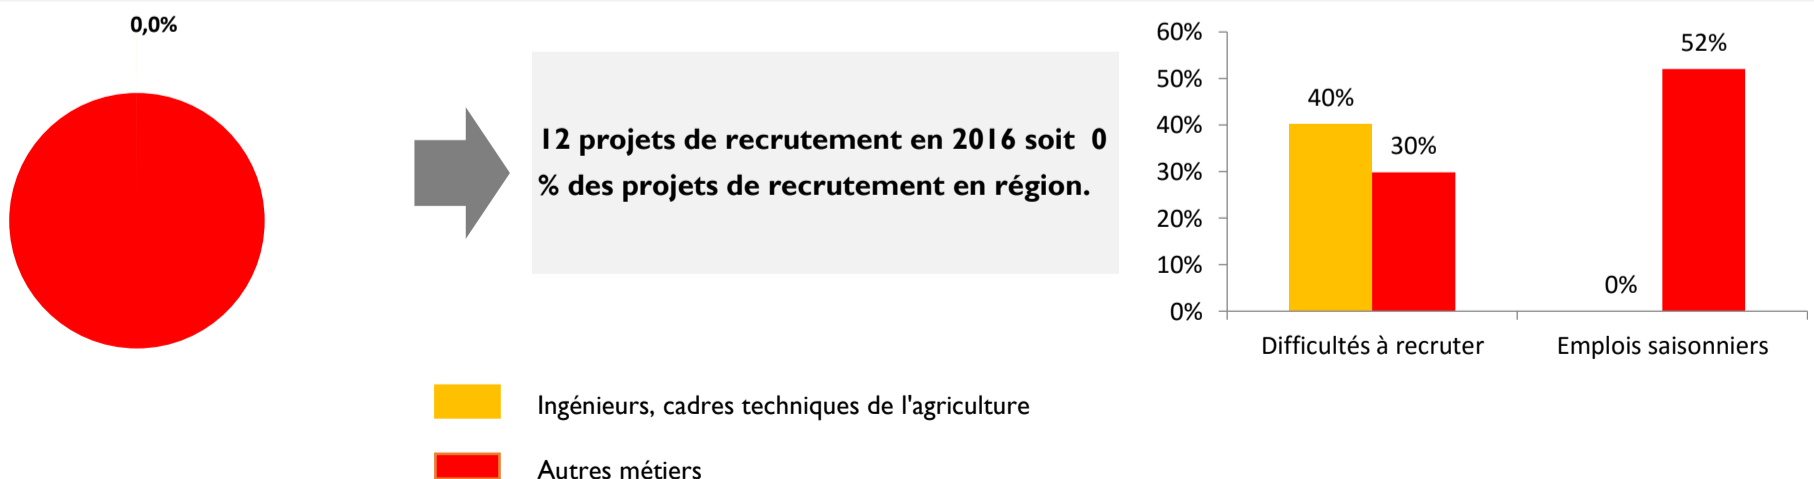 0,0%
12 projets de recrutement en 2016 soit 0
% des projets de recrutement en région.
60%
50%
40%
30%
20%
10%
0%
40%
30%
0%
52%
Difficultés à recruter
Emplois saisonniers
Ingénieurs, cadres techniques de l'agriculture
Autres métiers